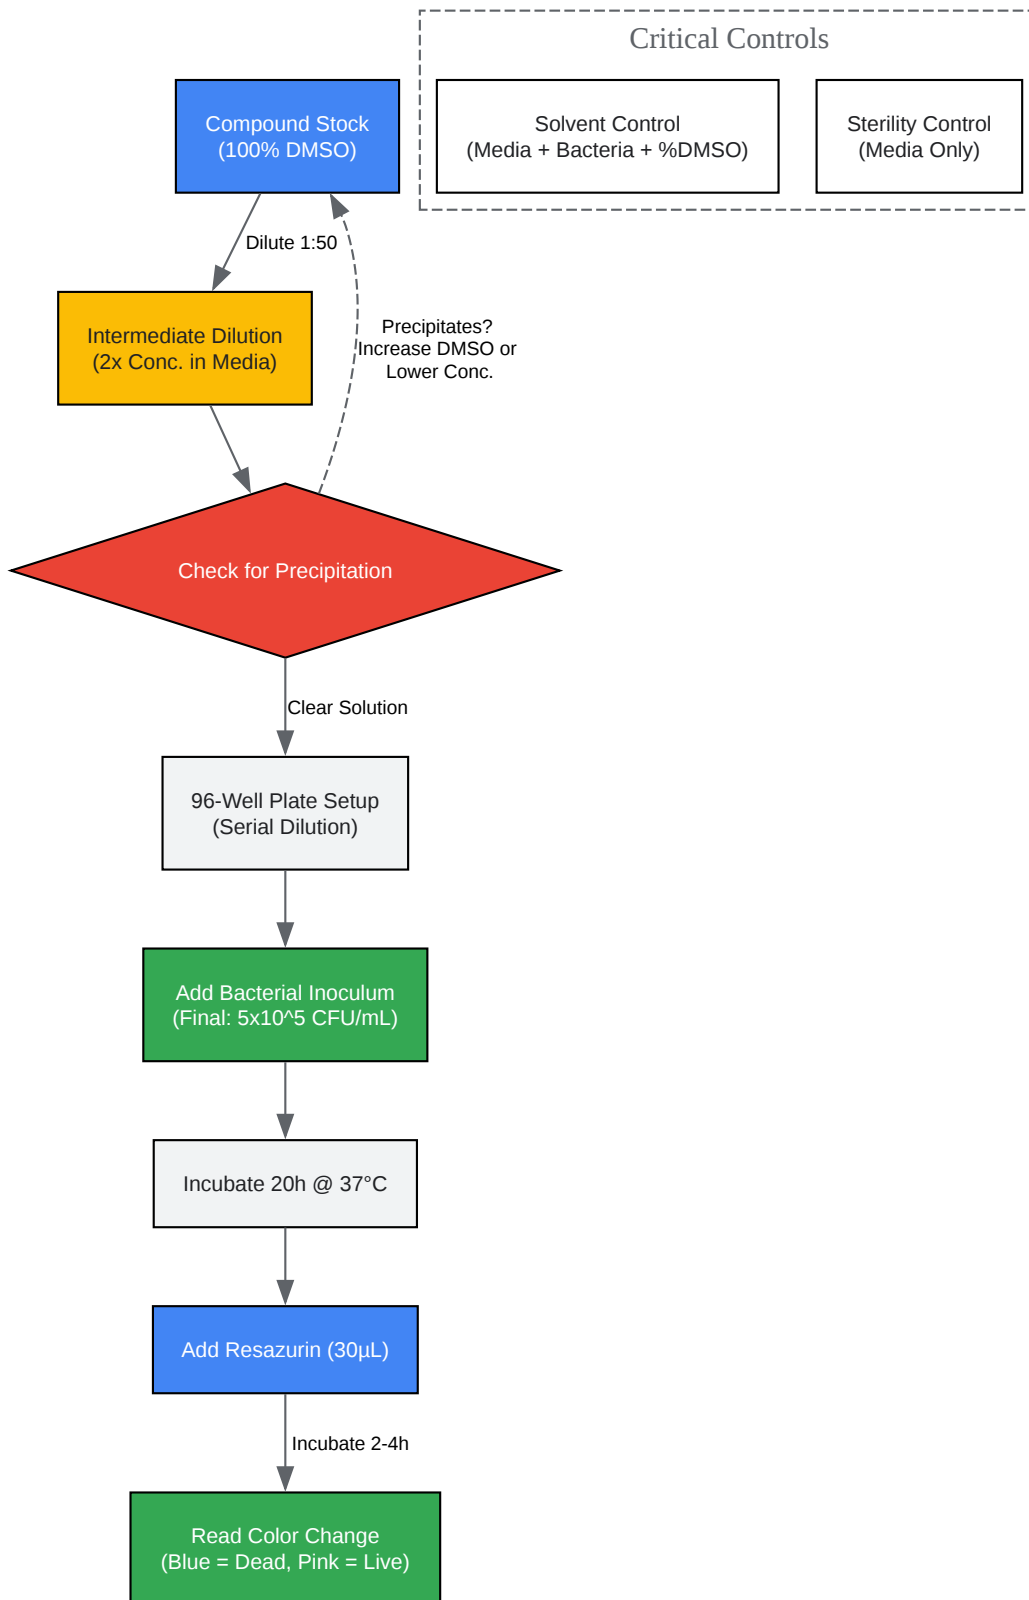 Critical Controls
Compound Stock
(100% DMSO)
Solvent Control
(Media + Bacteria + %DMSO)
Sterility Control
(Media Only)
Dilute 1:50
Intermediate Dilution
(2x Conc. in Media)
Precipitates?
Increase DMSO or
Lower Conc.
Check for Precipitation
Clear Solution
96-Well Plate Setup
(Serial Dilution)
Add Bacterial Inoculum
(Final: 5x10^5 CFU/mL)
Incubate 20h @ 37°C
Add Resazurin (30µL)
Incubate 2-4h
Read Color Change
(Blue = Dead, Pink = Live)